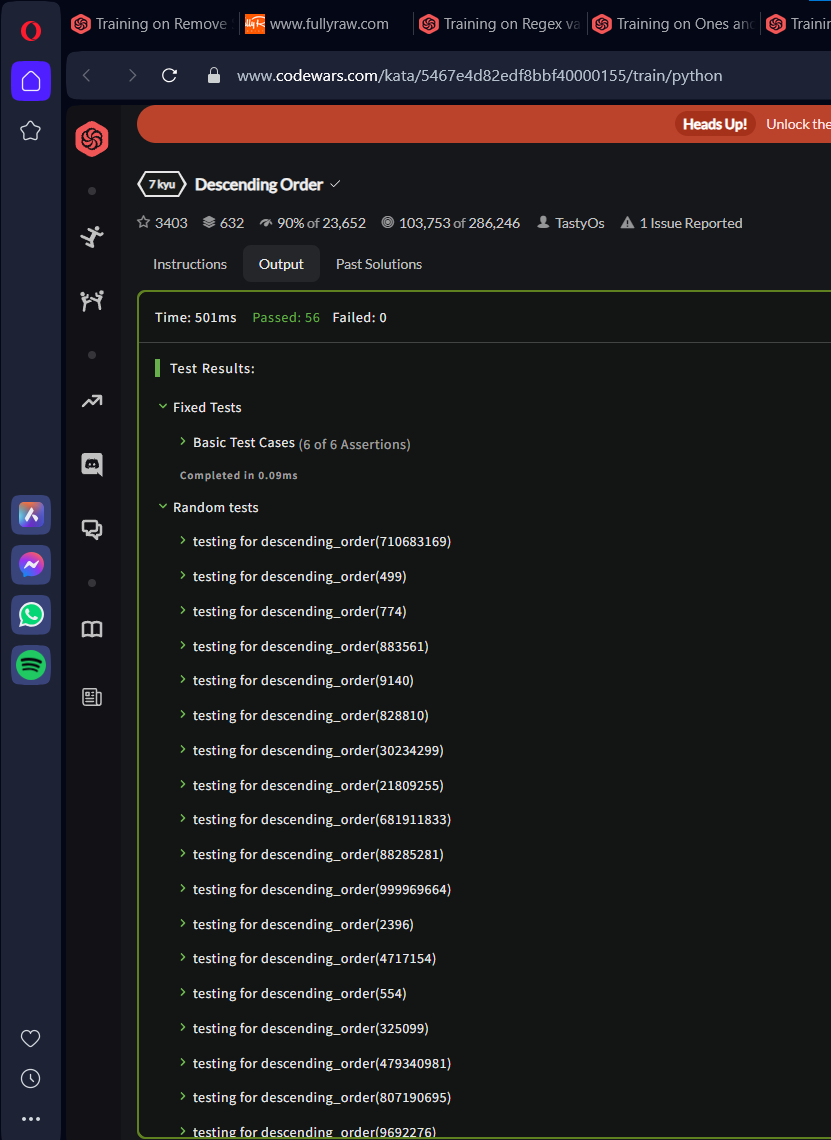 Training on Remove
www.fullyraw.com
Training on Regex va
Training on Ones and
Trainin
www.codewars.com/kata/5467e4d82edf8bbf40000155/train/python
Heads Up! Unlock the
7 kyu Descending Order
3403 632 90% of 23,652 103,753 of 286,246 TastyOs 1 Issue Reported
Instructions Output Past Solutions
Time: 501ms Passed: 56 Failed: 0
Test Results:
Fixed Tests
Basic Test Cases (6 of 6 Assertions)
Completed in 0.09ms
Random tests
testing for descending_order(710683169)
testing for descending_order(499)
testing for descending_order(774)
testing for descending_order(883561)
testing for descending_order(9140)
testing for descending_order(828810)
testing for descending_order(30234299)
testing for descending_order(21809255)
testing for descending_order(681911833)
testing for descending_order(88285281)
testing for descending_order(999969664)
testing for descending_order(2396)
testing for descending_order(4717154)
testing for descending_order(554)
testing for descending_order(325099)
testing for descending_order(479340981)
testing for descending_order(807190695)
testing for descending_order(9692276)